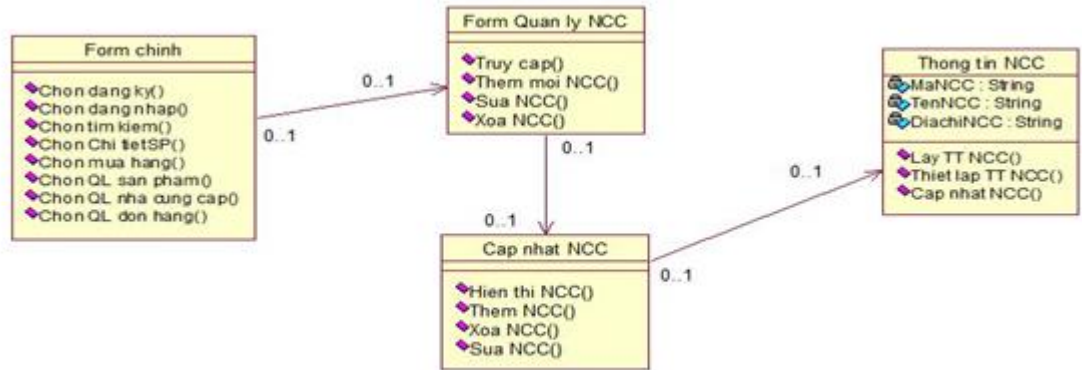 Form chinh
Chon dang ky()
Chon dang nhap()
Chon tim kiem()
Chon Chi tietSP()
Chon mua hang()
Chon QL san pham()
Chon QL nha cung cap()
Chon QL don hang()
0..1
0..1
Form Quan ly NCC
Truy cap()
Them moi NCC()
Sua NCC()
Xoa NCC()
0..1
0..1
Cap nhat NCC
Hien thi NCC()
Them NCC()
Xoa NCC()
Sua NCC()
0..1
0..1
Thong tin NCC
MaNCC : String
TenNCC : String
DiachiNCC : String
Lay TT NCC()
Thiet lap TT NCC()
Cap nhat NCC()